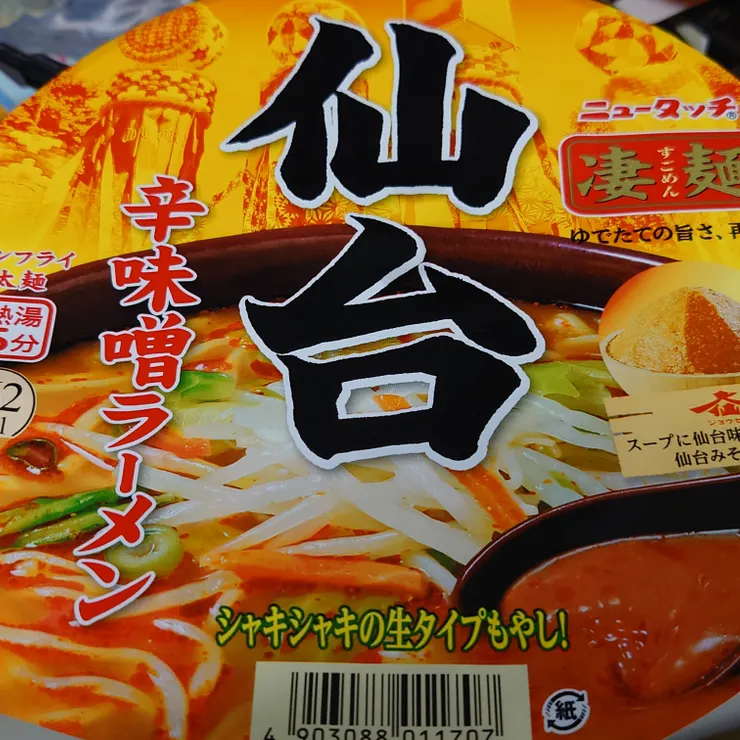 仙台
辛味噌ラーメン
ニュータッチ®
凄麺
すごめん
ゆでたての旨さ、再
ンフライ
太麺
熱湯
5分
スープに仙台味
仙台みそ
シャキシャキの生タイプもやし!
紙
4 903088 011707